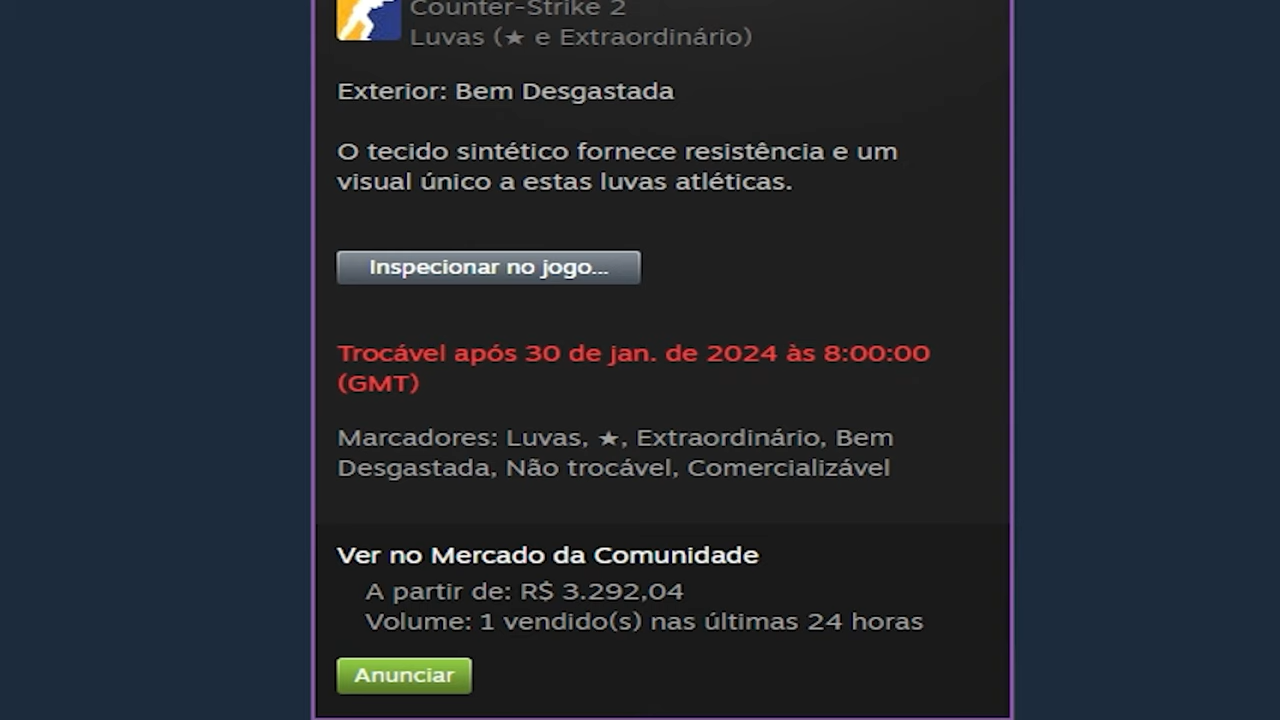 Counter-Strike 2
Luvas (★ e Extraordinário)
Exterior: Bem Desgastada
O tecido sintético fornece resistência e um
visual único a estas luvas atléticas.
Inspecionar no jogo...
Trocável após 30 de jan. de 2024 às 8:00:00
(GMT)
Marcadores: Luvas, ★, Extraordinário, Bem
Desgastada, Não trocável, Comercializável
Ver no Mercado da Comunidade
A partir de: R$ 3.292,04
Volume: 1 vendido(s) nas últimas 24 horas
Anunciar